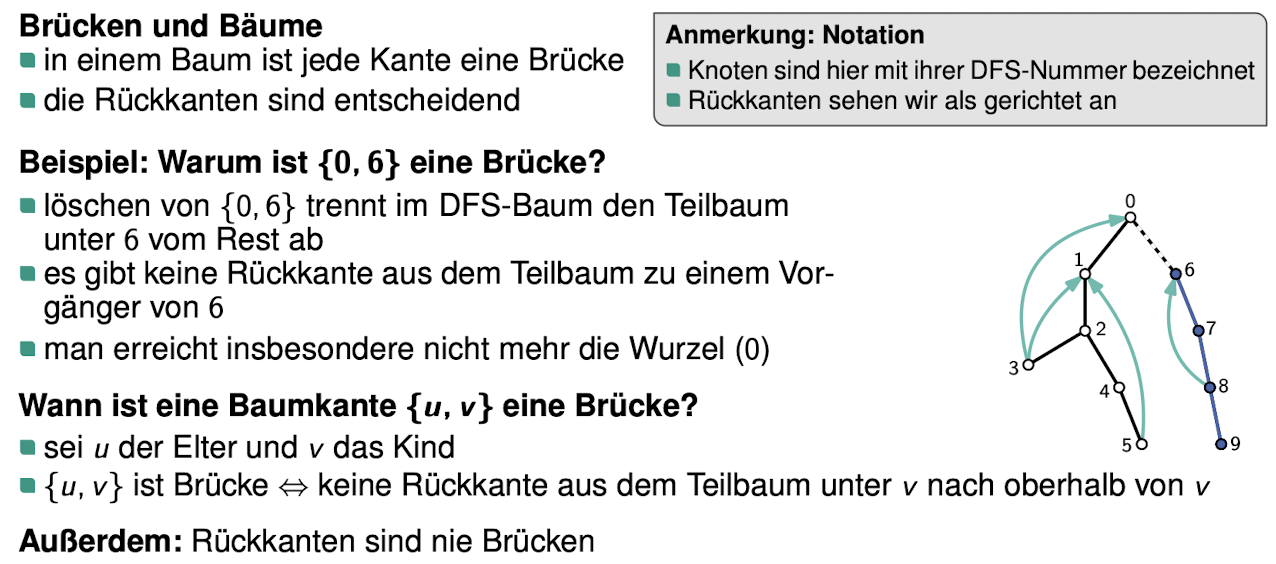 Brücken und Bäume
in einem Baum ist jede Kante eine Brücke
die Rückkanten sind entscheidend
Anmerkung: Notation
Knoten sind hier mit ihrer DFS-Nummer bezeichnet
Rückkanten sehen wir als gerichtet an
Beispiel: Warum ist {0, 6} eine Brücke?
löschen von {0, 6} trennt im DFS-Baum den Teilbaum
unter 6 vom Rest ab
es gibt keine Rückkante aus dem Teilbaum zu einem Vor-
gänger von 6
man erreicht insbesondere nicht mehr die Wurzel (0)
0
1
6
2
7
3
4
8
5
9
Wann ist eine Baumkante {u, v} eine Brücke?
sei u der Elter und v das Kind
{u, v} ist Brücke ⇔ keine Rückkante aus dem Teilbaum unter v nach oberhalb von v
Außerdem: Rückkanten sind nie Brücken